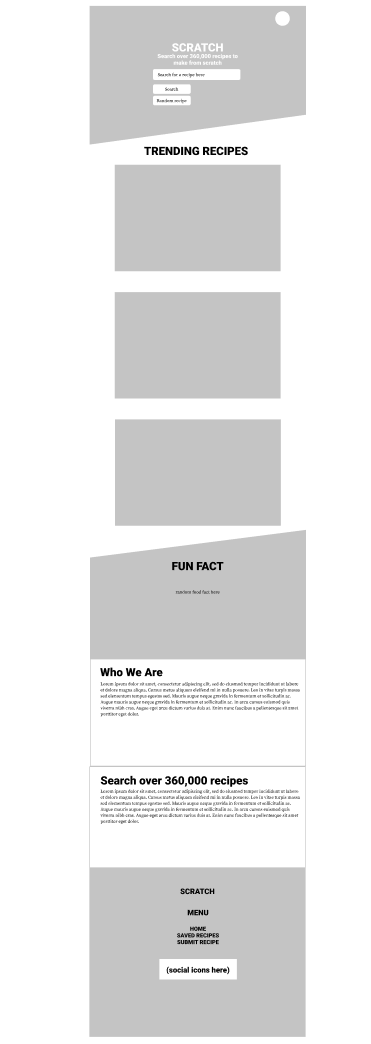 SCRATCH
Search over 360,000 recipes to
make from scratch
Search for a recipe here
Search
Random recipe
TRENDING RECIPES
FUN FACT
random food fact here
Who We Are
Lorem ipsum dolor sit amet, consectetur adipiscing elit, sed do eiusmod tempor incididunt ut labore
et dolore magna aliqua. Cursus metus aliquam eleifend mi in nulla posuere. Leo in vitae turpis massa
sed elementum tempus egestas sed. Mauris augue neque gravida in fermentum et sollicitudin ac.
Augue mauris augue neque gravida in fermentum et sollicitudin ac. In arcu cursus euismod quis
viverra nibh cras. Augue eget arcu dictum varius duis at. Enim nunc faucibus a pellentesque sit amet
porttitor eget dolor.
Search over 360,000 recipes
Lorem ipsum dolor sit amet, consectetur adipiscing elit, sed do eiusmod tempor incididunt ut labore
et dolore magna aliqua. Cursus metus aliquam eleifend mi in nulla posuere. Leo in vitae turpis massa
sed elementum tempus egestas sed. Mauris augue neque gravida in fermentum et sollicitudin ac.
Augue mauris augue neque gravida in fermentum et sollicitudin ac. In arcu cursus euismod quis
viverra nibh cras. Augue eget arcu dictum varius duis at. Enim nunc faucibus a pellentesque sit amet
porttitor eget dolor.
SCRATCH
MENU
HOME
SAVED RECIPES
SUBMIT RECIPE
(social icons here)